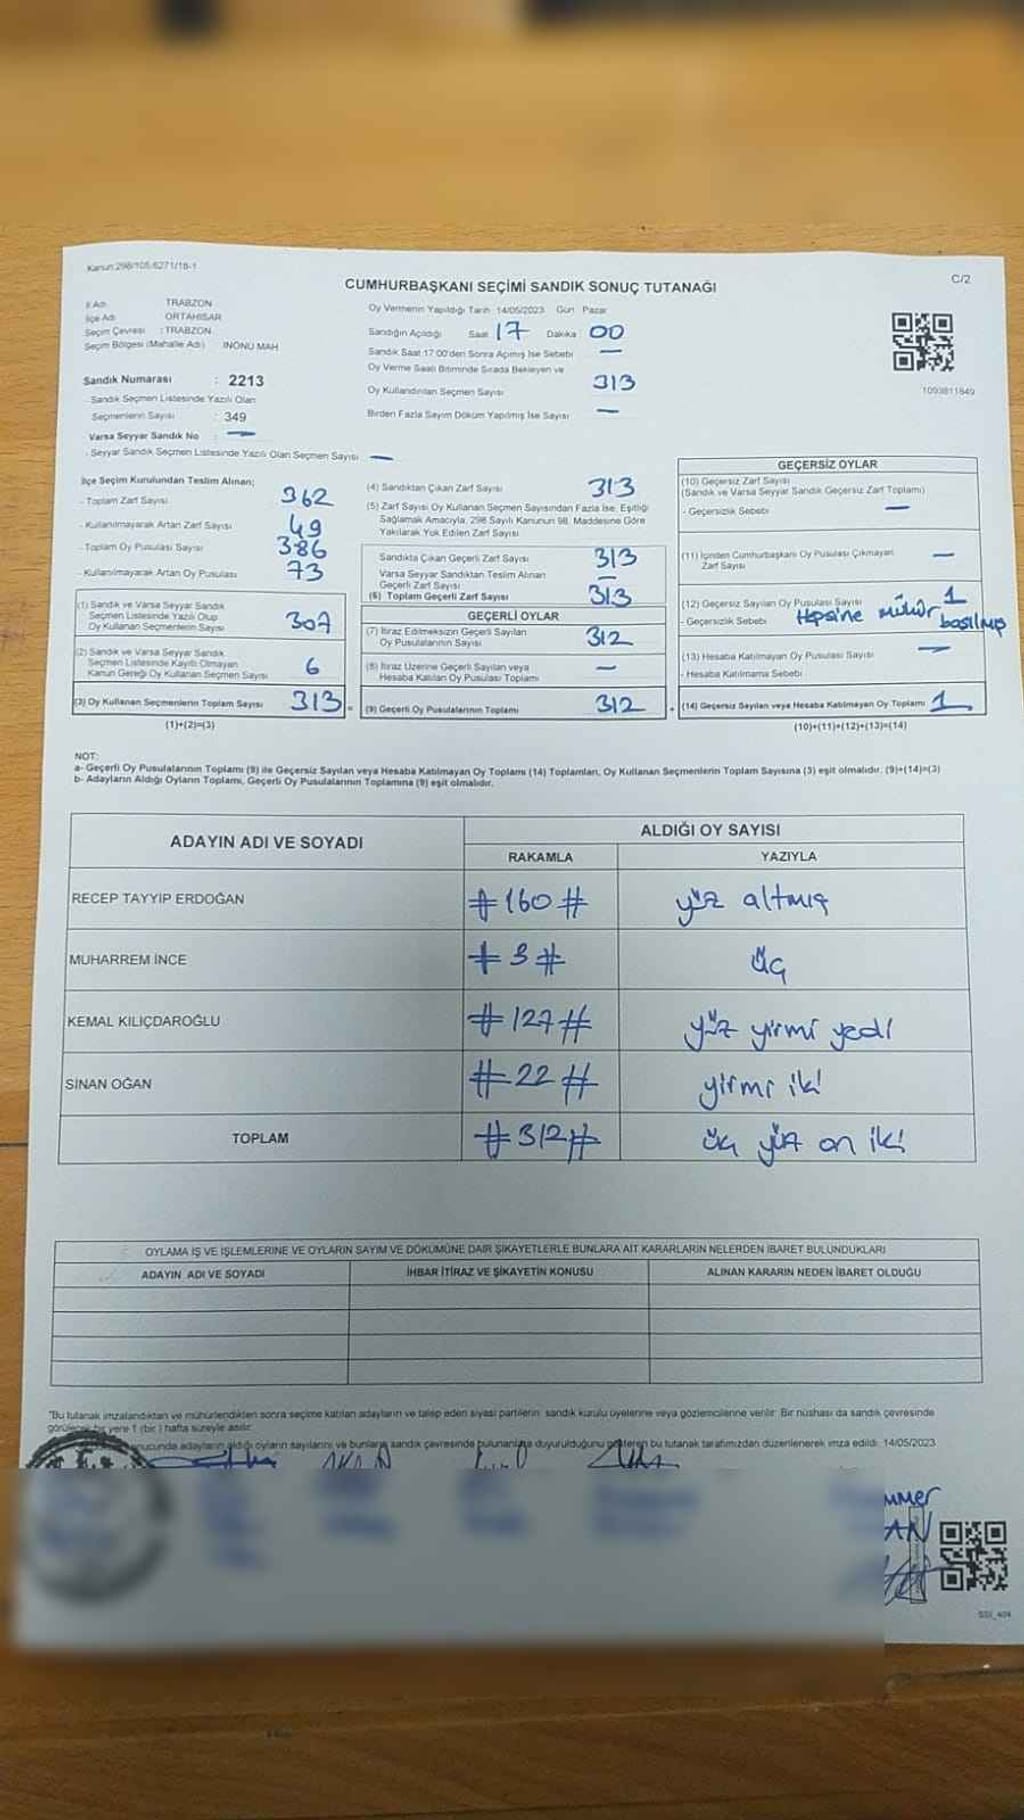 Kanun:298/105-6271/18-1
C/2
CUMHURBAŞKANI SEÇİMİ SANDIK SONUÇ TUTANAĞI
İl Adı TRABZON
İlçe Adı ORTAHİSAR
Seçim Çevresi : TRABZON
Seçim Bölgesi (Mahalle Adı) İNÖNÜ MAH
Sandık Numarası : 2213
- Sandık Seçmen Listesinde Yazılı Olan
Seçmenlerin Sayısı : 349
- Varsa Seyyar Sandık No : —
- Seyyar Sandık Seçmen Listesinde Yazılı Olan Seçmen Sayısı —
Oy Vermenin Yapıldığı Tarih :14/05/2023 Gün : Pazar
Sandığın Açıldığı Saat 17 Dakika : 00
Sandık Saat 17.00'den Sonra Açılmış İse Sebebi —
Oy Verme Saati Bitiminde Sırada Bekleyen ve
Oy Kullandırılan Seçmen Sayısı 313
Birden Fazla Sayım Döküm Yapılmış İse Sayısı —
1093811849
İlçe Seçim Kurulundan Teslim Alınan;
- Toplam Zarf Sayısı 362
- Kullanılmayarak Artan Zarf Sayısı 49
- Toplam Oy Pusulası Sayısı 386
- Kullanılmayarak Artan Oy Pusulası 73
(1) Sandık ve Varsa Seyyar Sandık
Seçmen Listesinde Yazılı Olup
Oy Kullanan Seçmenlerin Sayısı 307
(2) Sandık ve Varsa Seyyar Sandık
Seçmen Listesinde Kayıtlı Olmayan
Kanun Gereği Oy Kullanan Seçmen Sayısı 6
(3) Oy Kullanan Seçmenlerin Toplam Sayısı 313 =
(1)+(2)=(3)
(4) Sandıktan Çıkan Zarf Sayısı 313
(5) Zarf Sayısı Oy Kullanan Seçmen Sayısından Fazla İse, Eşitliği
Sağlamak Amacıyla, 298 Sayılı Kanunun 98. Maddesine Göre
Yakılarak Yok Edilen Zarf Sayısı
Sandıkta Çıkan Geçerli Zarf Sayısı 313
Varsa Seyyar Sandıktan Teslim Alınan
Geçerli Zarf Sayısı —
(6) Toplam Geçerli Zarf Sayısı 313
GEÇERLİ OYLAR
(7) İtiraz Edilmeksizin Geçerli Sayılan
Oy Pusulalarının Sayısı 312
(8) İtiraz Üzerine Geçerli Sayılan veya
Hesaba Katılan Oy Pusulası Toplamı —
(9) Geçerli Oy Pusulalarının Toplamı 312 +
GEÇERSİZ OYLAR
(10) Geçersiz Zarf Sayısı
(Sandık ve Varsa Seyyar Sandık Geçersiz Zarf Toplamı)
- Geçersizlik Sebebi —
(11) İçinden Cumhurbaşkanı Oy Pusulası Çıkmayan
Zarf Sayısı —
(12) Geçersiz Sayılan Oy Pusulası Sayısı 1
- Geçersizlik Sebebi Hepsine mühür basılmış
(13) Hesaba Katılmayan Oy Pusulası Sayısı —
- Hesaba Katılmama Sebebi
(14) Geçersiz Sayılan veya Hesaba Katılmayan Oy Toplamı 1
(10)+(11)+(12)+(13)=(14)
NOT:
a- Geçerli Oy Pusulalarının Toplamı (9) ile Geçersiz Sayılan veya Hesaba Katılmayan Oy Toplamı (14) Toplamları, Oy Kullanan Seçmenlerin Toplam Sayısına (3) eşit olmalıdır. (9)+(14)=(3)
b- Adayların Aldığı Oyların Toplamı, Geçerli Oy Pusulalarının Toplamına (9) eşit olmalıdır.
ADAYIN ADI VE SOYADI
ALDIĞI OY SAYISI
RAKAMLA YAZIYLA
RECEP TAYYİP ERDOĞAN #160# yüz altmış
MUHARREM İNCE #3# üç
KEMAL KILIÇDAROĞLU #127# yüz yirmi yedi
SİNAN OĞAN #22# yirmi iki
TOPLAM #312# üç yüz on iki
OYLAMA İŞ VE İŞLEMLERİNE VE OYLARIN SAYIM VE DÖKÜMÜNE DAİR ŞİKAYETLERLE BUNLARA AİT KARARLARIN NELERDEN İBARET BULUNDUKLARI
ADAYIN ADI VE SOYADI İHBAR İTİRAZ VE ŞİKAYETİN KONUSU ALINAN KARARIN NEDEN İBARET OLDUĞU
"Bu tutanak imzalandıktan ve mühürlendikten sonra seçime katılan adayların ve talep eden siyasi partilerin sandık kurulu üyelerine veya gözlemcilerine verilir. Bir nüshası da sandık çevresinde
görülecek bir yere 1 (bir ) hafta süreyle asılır.
sonucunda adayların aldığı oyların sayılarını ve bunların sandık çevresinde bulunanlara duyurulduğunu gösteren bu tutanak tarafımızdan düzenlenerek imza edildi. 14/05/2023